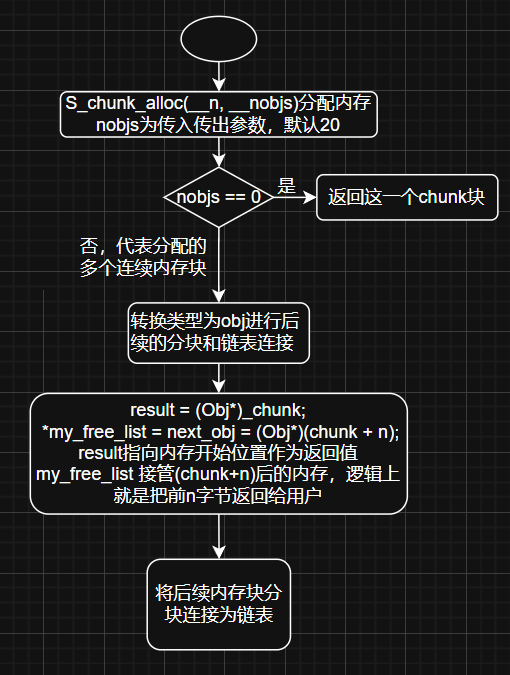 S_chunk_alloc(__n, __nobjs)分配内存
nobjs为传入传出参数，默认20
nobjs == 0
是
返回这一个chunk块
否，代表分配的
多个连续内存块
转换类型为obj进行后
续的分块和链表连接
result = (Obj*)_chunk;
*my_free_list = next_obj = (Obj*)(chunk + n);
result指向内存开始位置作为返回值
my_free_list 接管(chunk+n)后的内存，逻辑上
就是把前n字节返回给用户
将后续内存块分
块连接为链表